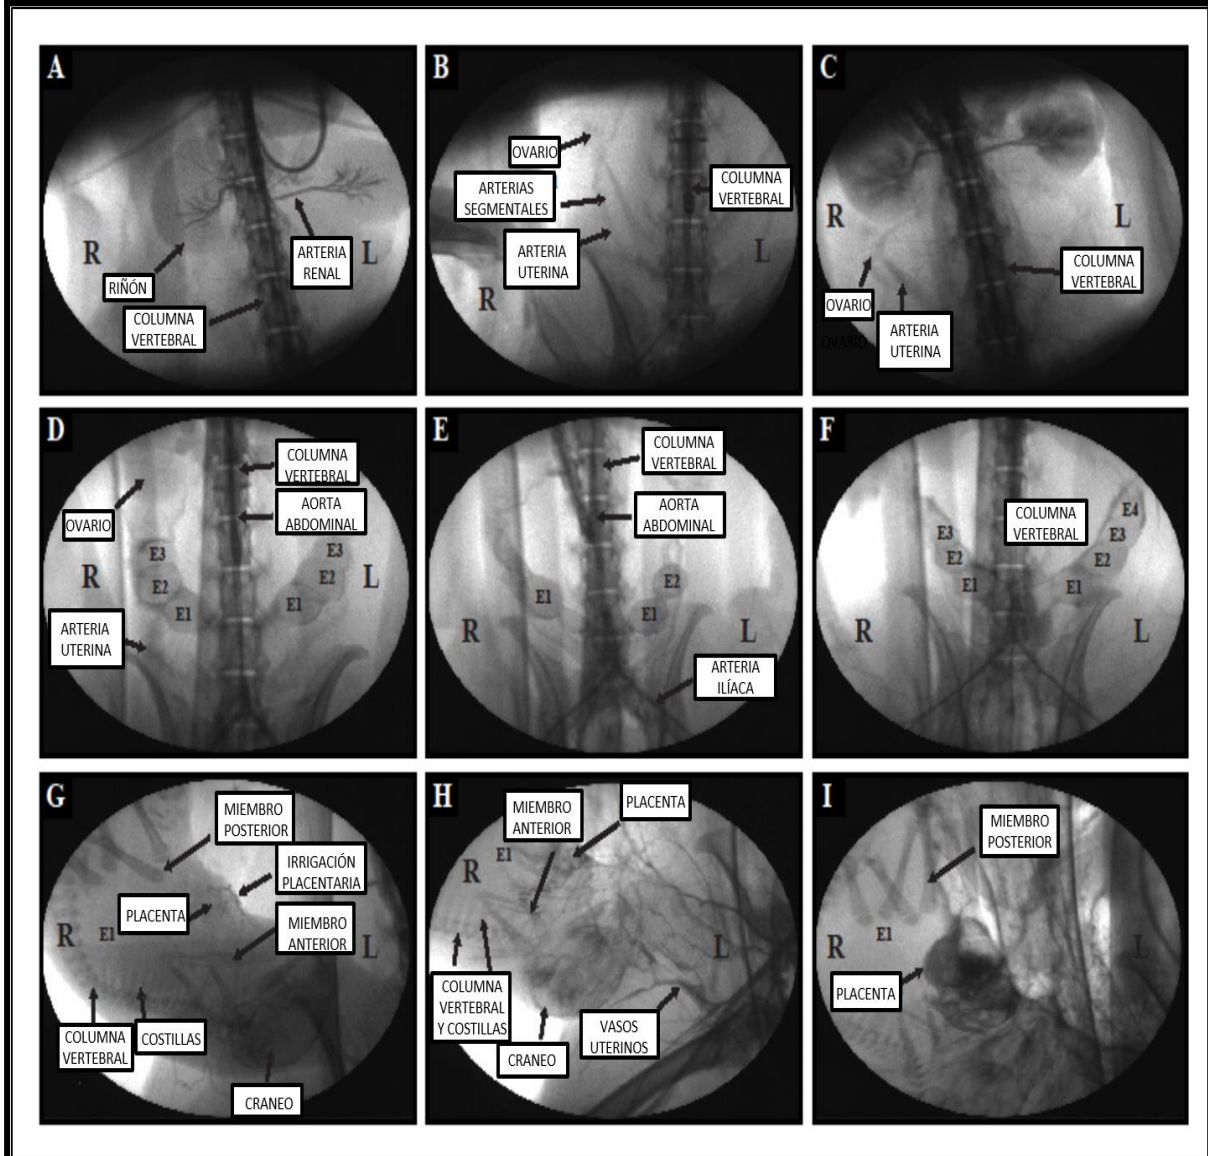 A
R
L
RIÑÓN
ARTERIA
RENAL
COLUMNA
VERTEBRAL
B
OVARIO
ARTERIAS
SEGMENTALES
COLUMNA
VERTEBRAL
ARTERIA
UTERINA
R
L
C
R
L
COLUMNA
VERTEBRAL
OVARIO
ARTERIA
UTERINA
OVARIO
D
COLUMNA
VERTEBRAL
OVARIO
AORTA
ABDOMINAL
E3
E3
R
E2
E2
L
E1
E1
ARTERIA
UTERINA
E
COLUMNA
VERTEBRAL
AORTA
ABDOMINAL
E2
E1
E1
R
L
ARTERIA
ILÍACA
F
COLUMNA
VERTEBRAL
E4
E3
E3
E2
E2
E1
E1
R
L
G
MIEMBRO
POSTERIOR
IRRIGACIÓN
PLACENTARIA
PLACENTA
MIEMBRO
ANTERIOR
R
E1
L
COLUMNA
VERTEBRAL
COSTILLAS
CRANEO
H
MIEMBRO
ANTERIOR
PLACENTA
E1
R
L
COLUMNA
VERTEBRAL
Y COSTILLAS
VASOS
UTERINOS
CRANEO
I
MIEMBRO
POSTERIOR
R
E1
L
PLACENTA